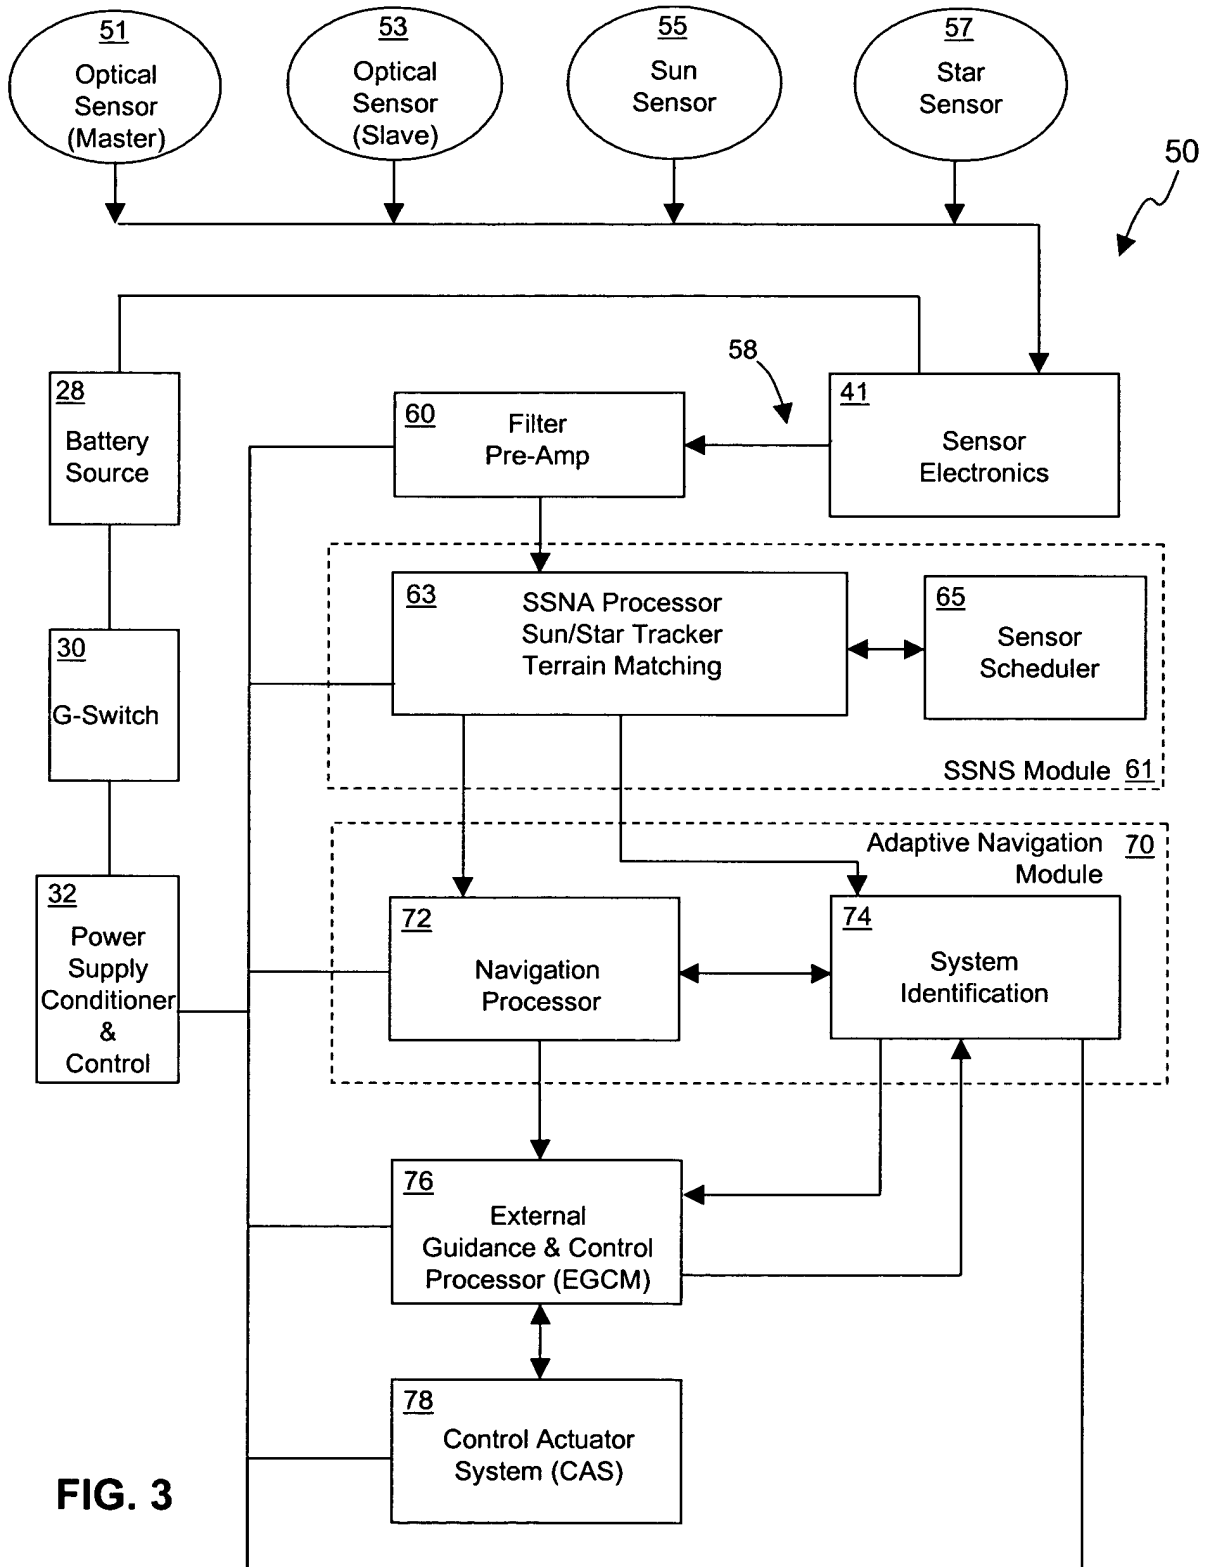 51
Optical
Sensor
(Master)
53
Optical
Sensor
(Slave)
55
Sun
Sensor
57
Star
Sensor
50
28
Battery
Source
60
Filter
Pre-Amp
58
41
Sensor
Electronics
63
SSNA Processor
Sun/Star Tracker
Terrain Matching
65
Sensor
Scheduler
SSNS Module 61
30
G-Switch
Adaptive Navigation 70
Module
32
Power
Supply
Conditioner
&
Control
72
Navigation
Processor
74
System
Identification
76
External
Guidance & Control
Processor (EGCM)
78
Control Actuator
System (CAS)
FIG. 3